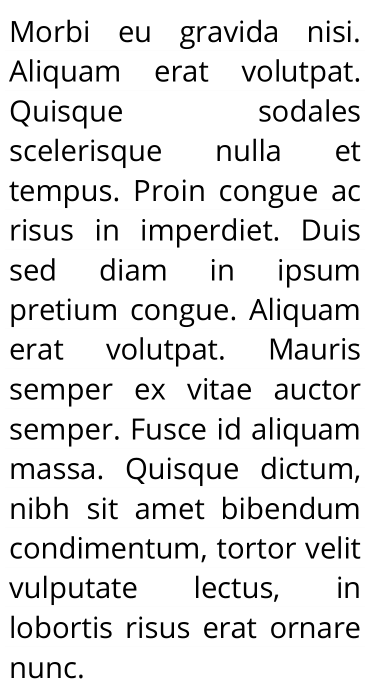 Morbi eu gravida nisi.
Aliquam erat volutpat.
Quisque sodales
scelerisque nulla et
tempus. Proin congue ac
risus in imperdiet. Duis
sed diam in ipsum
pretium congue. Aliquam
erat volutpat. Mauris
semper ex vitae auctor
semper. Fusce id aliquam
massa. Quisque dictum,
nibh sit amet bibendum
condimentum, tortor velit
vulputate lectus, in
lobortis risus erat ornare
nunc.